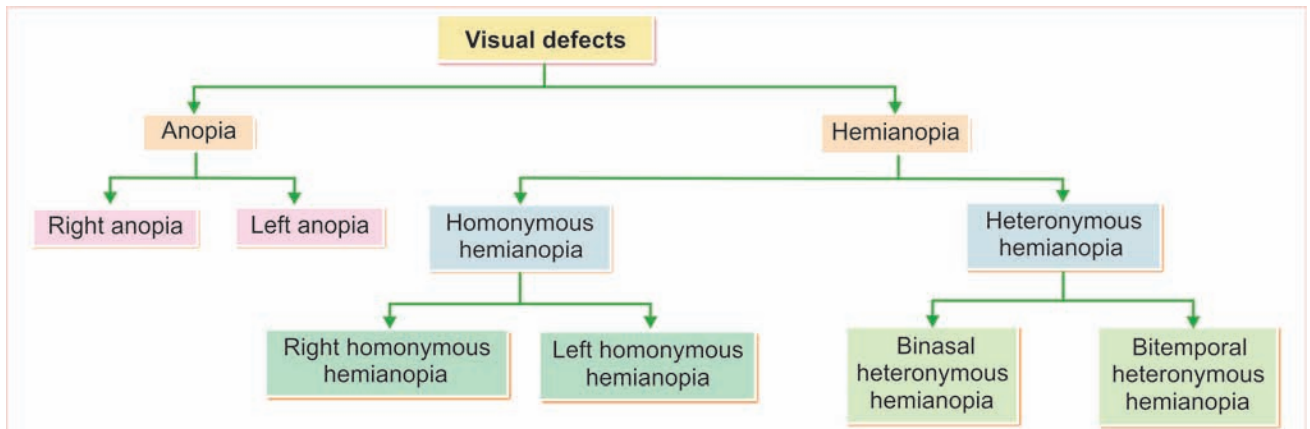 Visual defects
Anopia
Hemianopia
Right anopia
Left anopia
Homonymous
hemianopia
Heteronymous
hemianopia
Right homonymous
hemianopia
Left homonymous
hemianopia
Binasal
heteronymous
hemianopia
Bitemporal
heteronymous
hemianopia